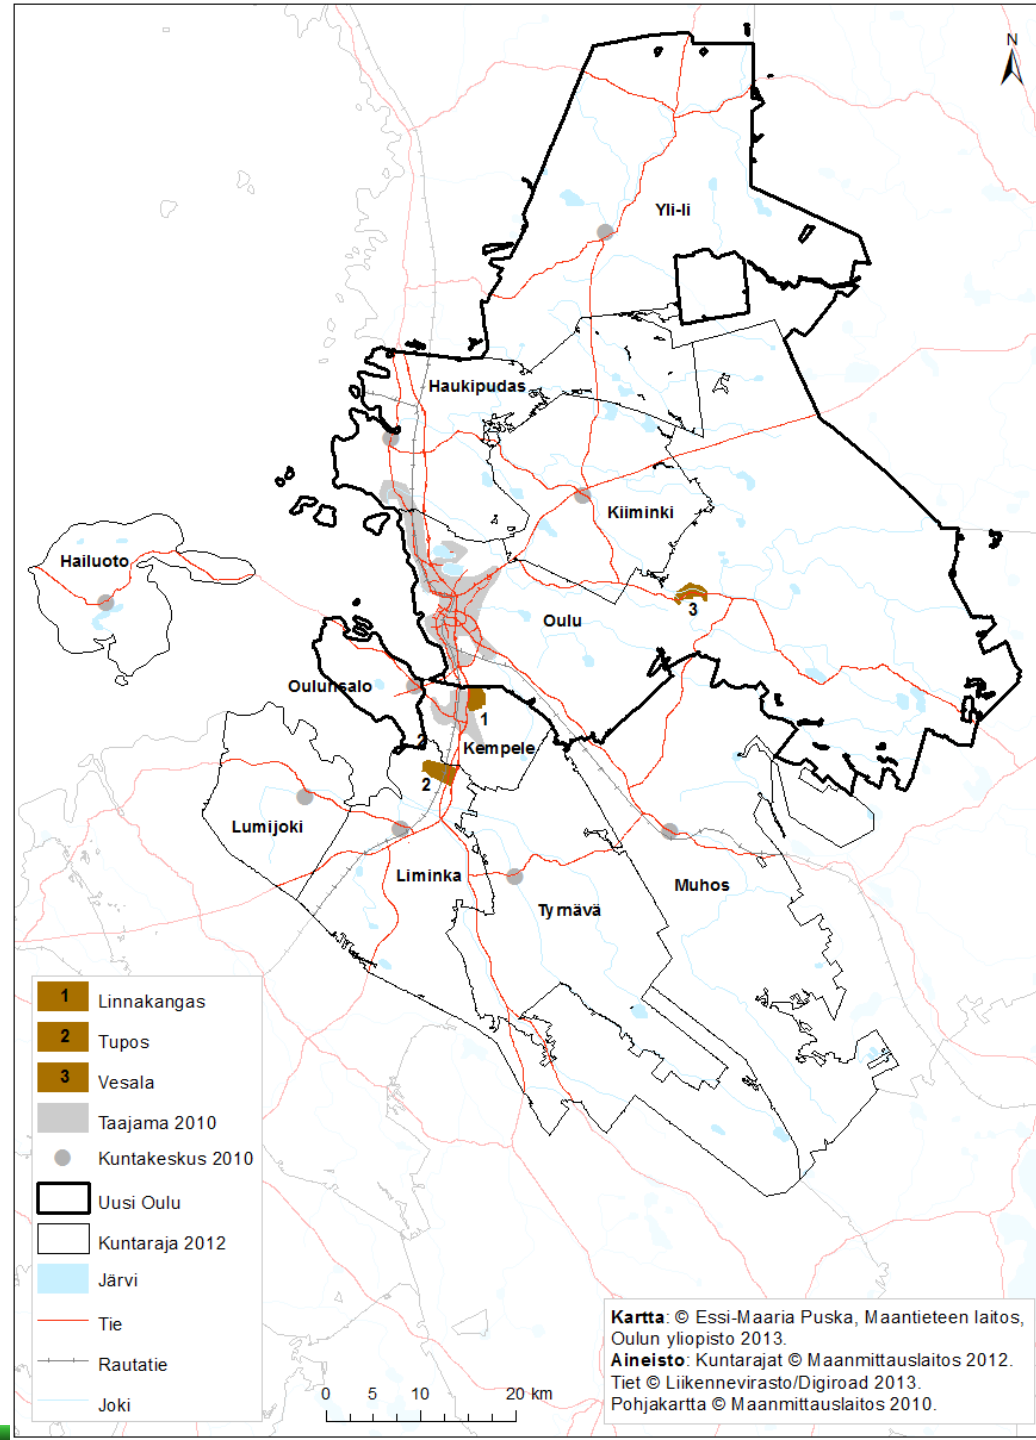 N
Yli-Ii
Haukipudas
Kiiminki
Hailuoto
3
Oulu
Oulunsalo
1
2
Kempele
2
Lumijoki
Liminka
Muhos
Tyrnävä
1 Linnakangas
2 Tupos
3 Vesala
Taajama 2010
Kuntakeskus 2010
Uusi Oulu
Kuntaraja 2012
Järvi
Tie
Rautatie
Joki
0 5 10 20 km
Kartta: © Essi-Maaria Puska, Maantieteen laitos,
Oulun yliopisto 2013.
Aineisto: Kuntarajat © Maanmittauslaitos 2012.
Tiet © Liikennevirasto/Digiroad 2013.
Pohjakartta © Maanmittauslaitos 2010.